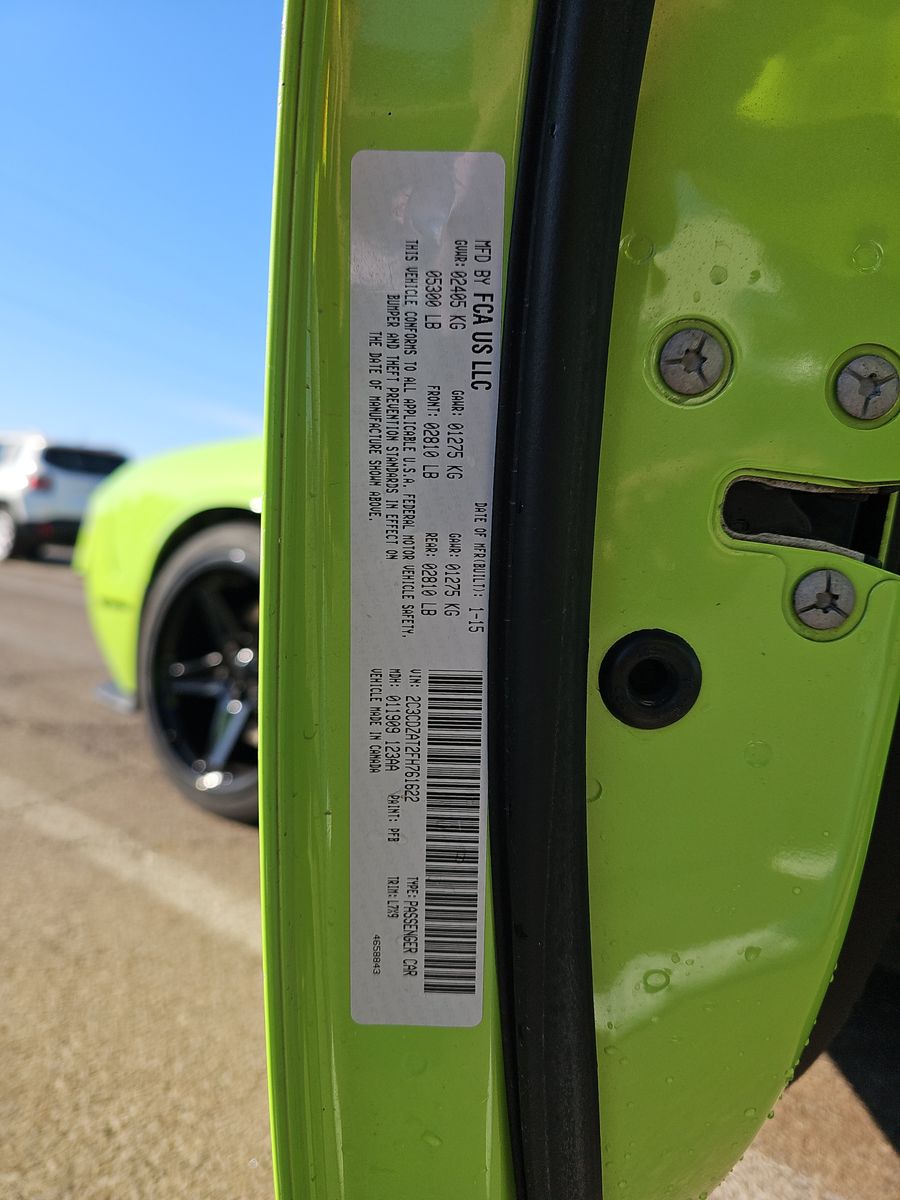 MFD BY FCA US LLC
DATE OF MFR(BUILT): 1-15
GVWR: 02405 KG GAWR: 01275 KG GAWR: 01275 KG
05300 LB FRONT: 02810 LB REAR: 02810 LB
THIS VEHICLE CONFORMS TO ALL APPLICABLE U.S.A. FEDERAL MOTOR VEHICLE SAFETY,
BUMPER AND THEFT PREVENTION STANDARDS IN EFFECT ON
THE DATE OF MANUFACTURE SHOWN ABOVE.
VIN: 2C3CDZAT2FH761622 TYPE: PASSENGER CAR
MDH: 011909 123AA PAINT: PFB TRIM: L7X9
VEHICLE MADE IN CANADA 4658843